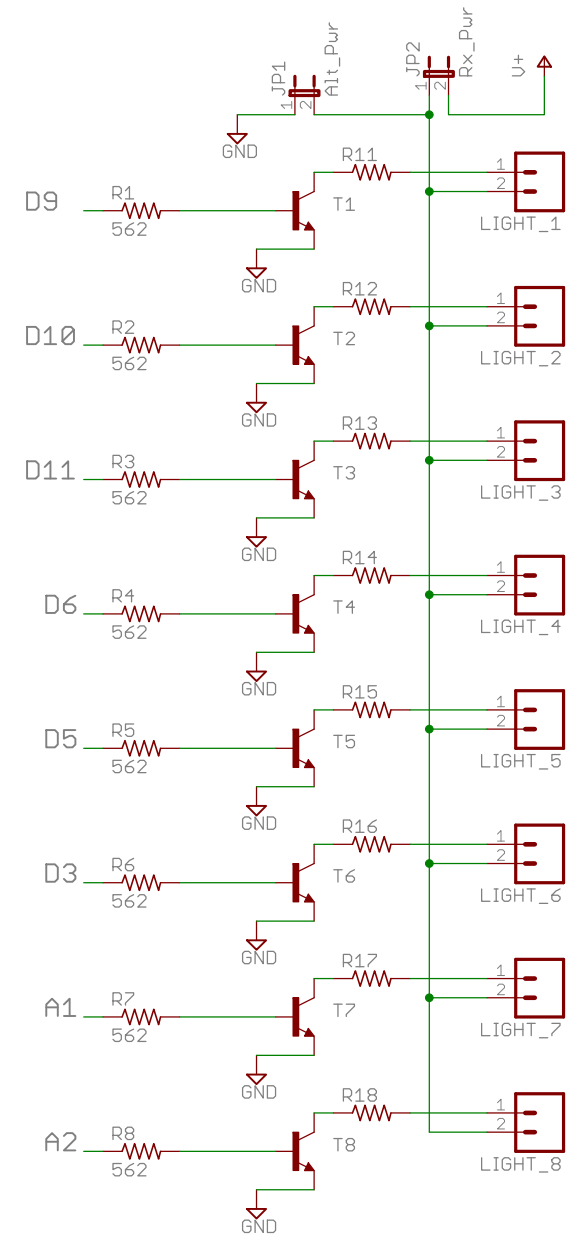 JP1
1
2
Alt_Pwr
JP2
1
2
Rx_Pwr
V+
GND
D9
R1
562
T1
GND
R11
1
2
LIGHT_1
D10
R2
562
T2
GND
R12
1
2
LIGHT_2
D11
R3
562
T3
GND
R13
1
2
LIGHT_3
D6
R4
562
T4
GND
R14
1
2
LIGHT_4
D5
R5
562
T5
GND
R15
1
2
LIGHT_5
D3
R6
562
T6
GND
R16
1
2
LIGHT_6
A1
R7
562
T7
GND
R17
1
2
LIGHT_7
A2
R8
562
T8
GND
R18
1
2
LIGHT_8